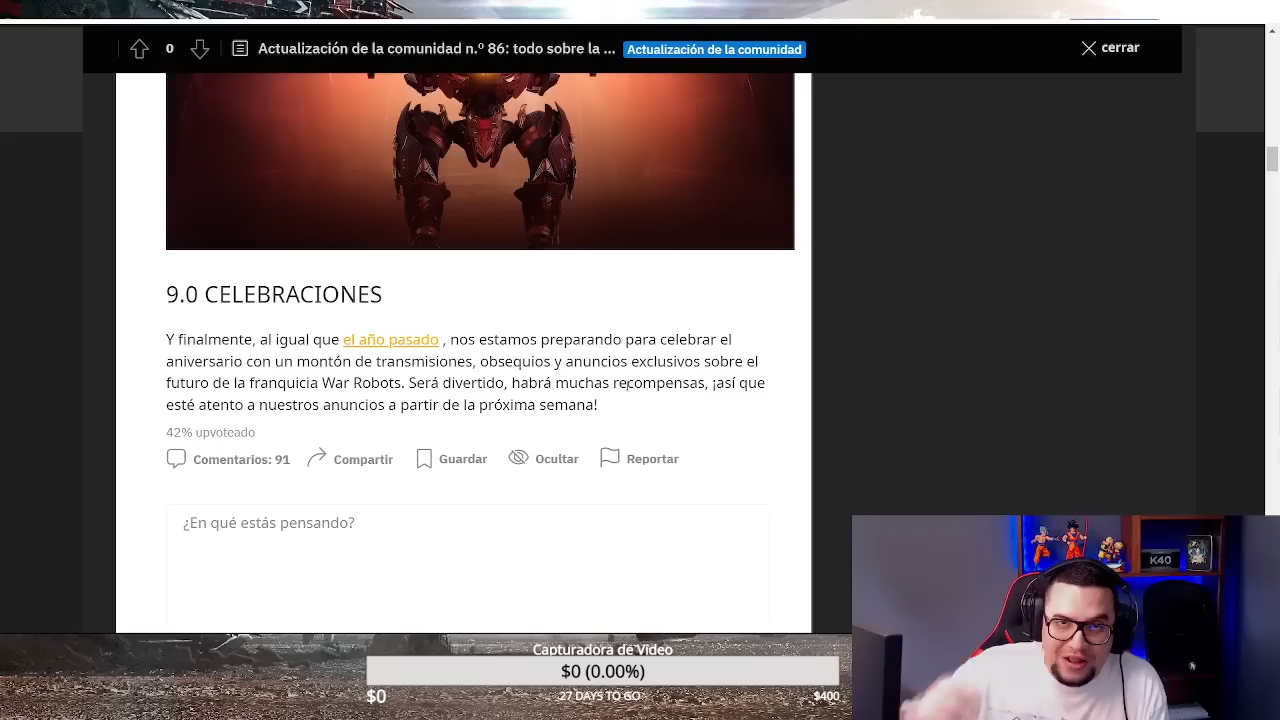 0 Actualización de la comunidad n.º 86: todo sobre la ... Actualización de la comunidad cerrar
9.0 CELEBRACIONES
Y finalmente, al igual que el año pasado , nos estamos preparando para celebrar el
aniversario con un montón de transmisiones, obsequios y anuncios exclusivos sobre el
futuro de la franquicia War Robots. Será divertido, habrá muchas recompensas, ¡así que
esté atento a nuestros anuncios a partir de la próxima semana!
42% upvoteado
Comentarios: 91 Compartir Guardar Ocultar Reportar
¿En qué estás pensando?
K40
Capturadora de Video
$0 (0.00%)
$0 27 DAYS TO GO $400